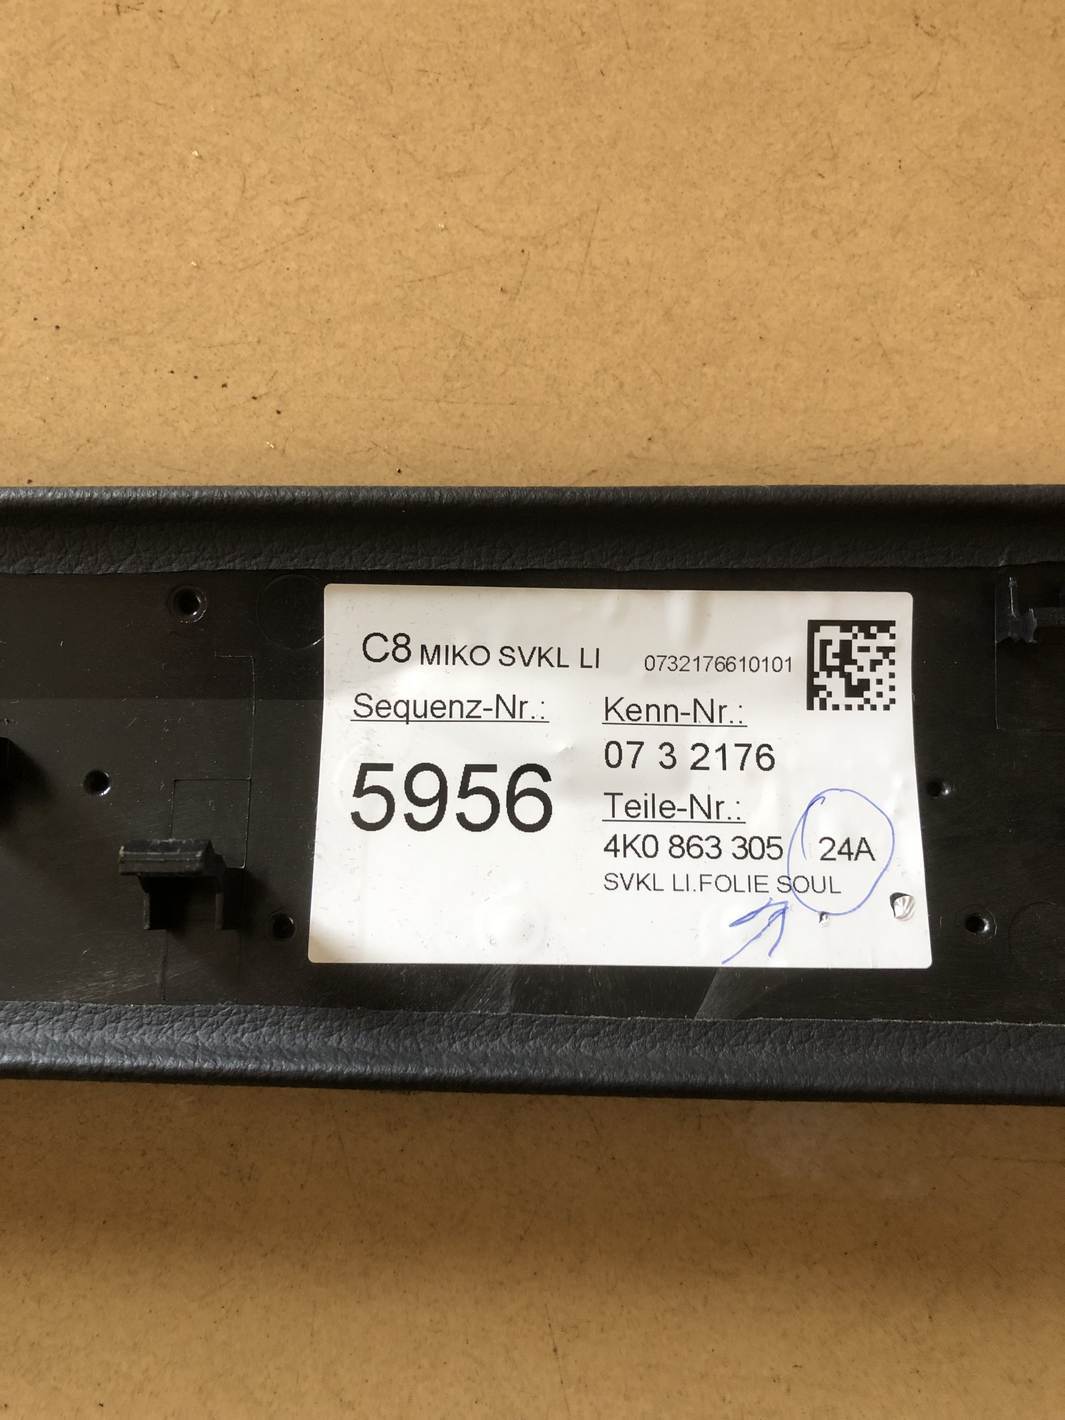 C8 MIKO SVKL LI 0732176610101
Sequenz-Nr.:
5956
Kenn-Nr.:
07 3 2176
Teile-Nr.:
4K0 863 305 24A
SVKL LI.FOLIE SOUL